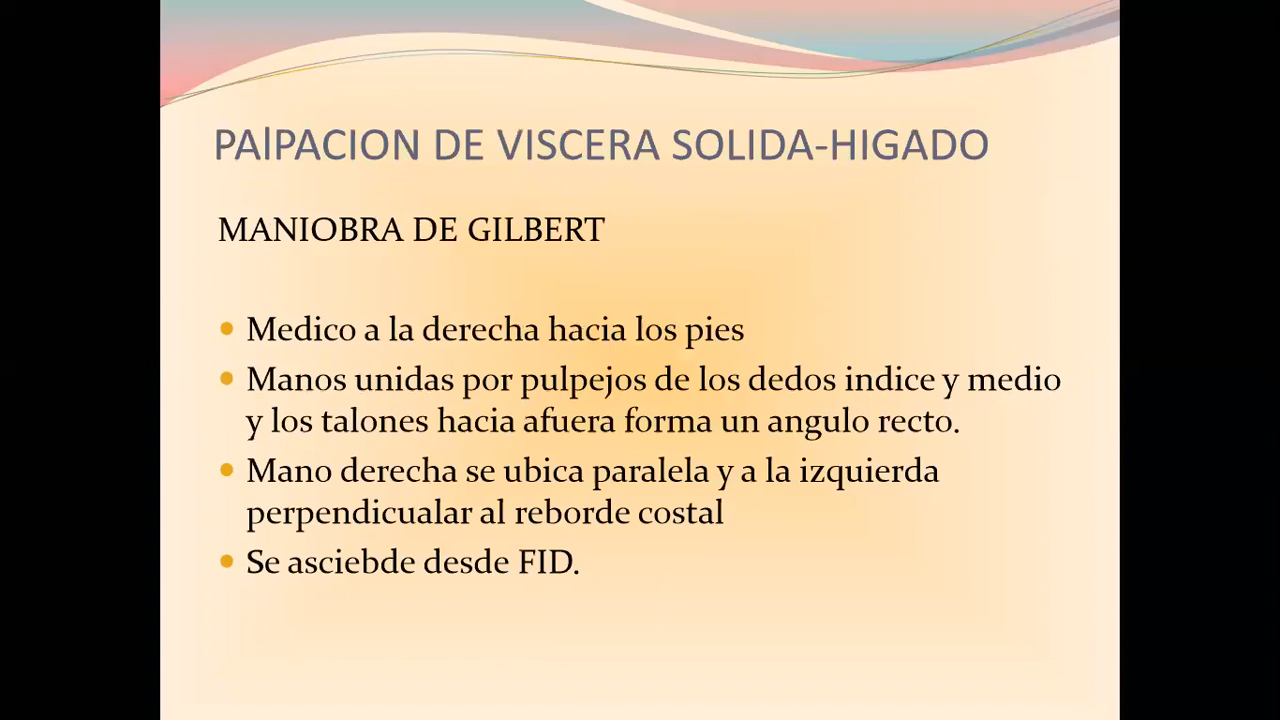 PAlPACION DE VISCERA SOLIDA-HIGADO
MANIOBRA DE GILBERT
Medico a la derecha hacia los pies
Manos unidas por pulpejos de los dedos indice y medio
y los talones hacia afuera forma un angulo recto.
Mano derecha se ubica paralela y a la izquierda
perpendicualar al reborde costal
Se asciebde desde FID.